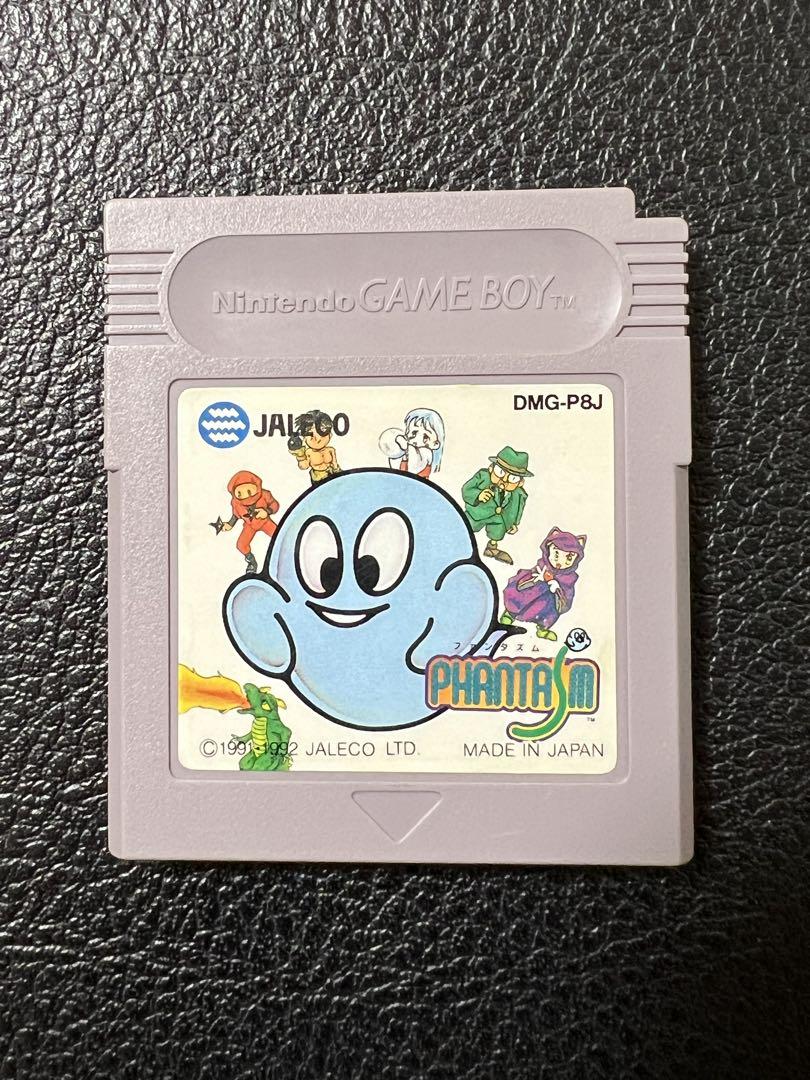 Nintendo GAME BOY™
JALECO
DMG-P8J
ファンタズム
PHANTASM™
©1991-1992 JALECO LTD.
MADE IN JAPAN